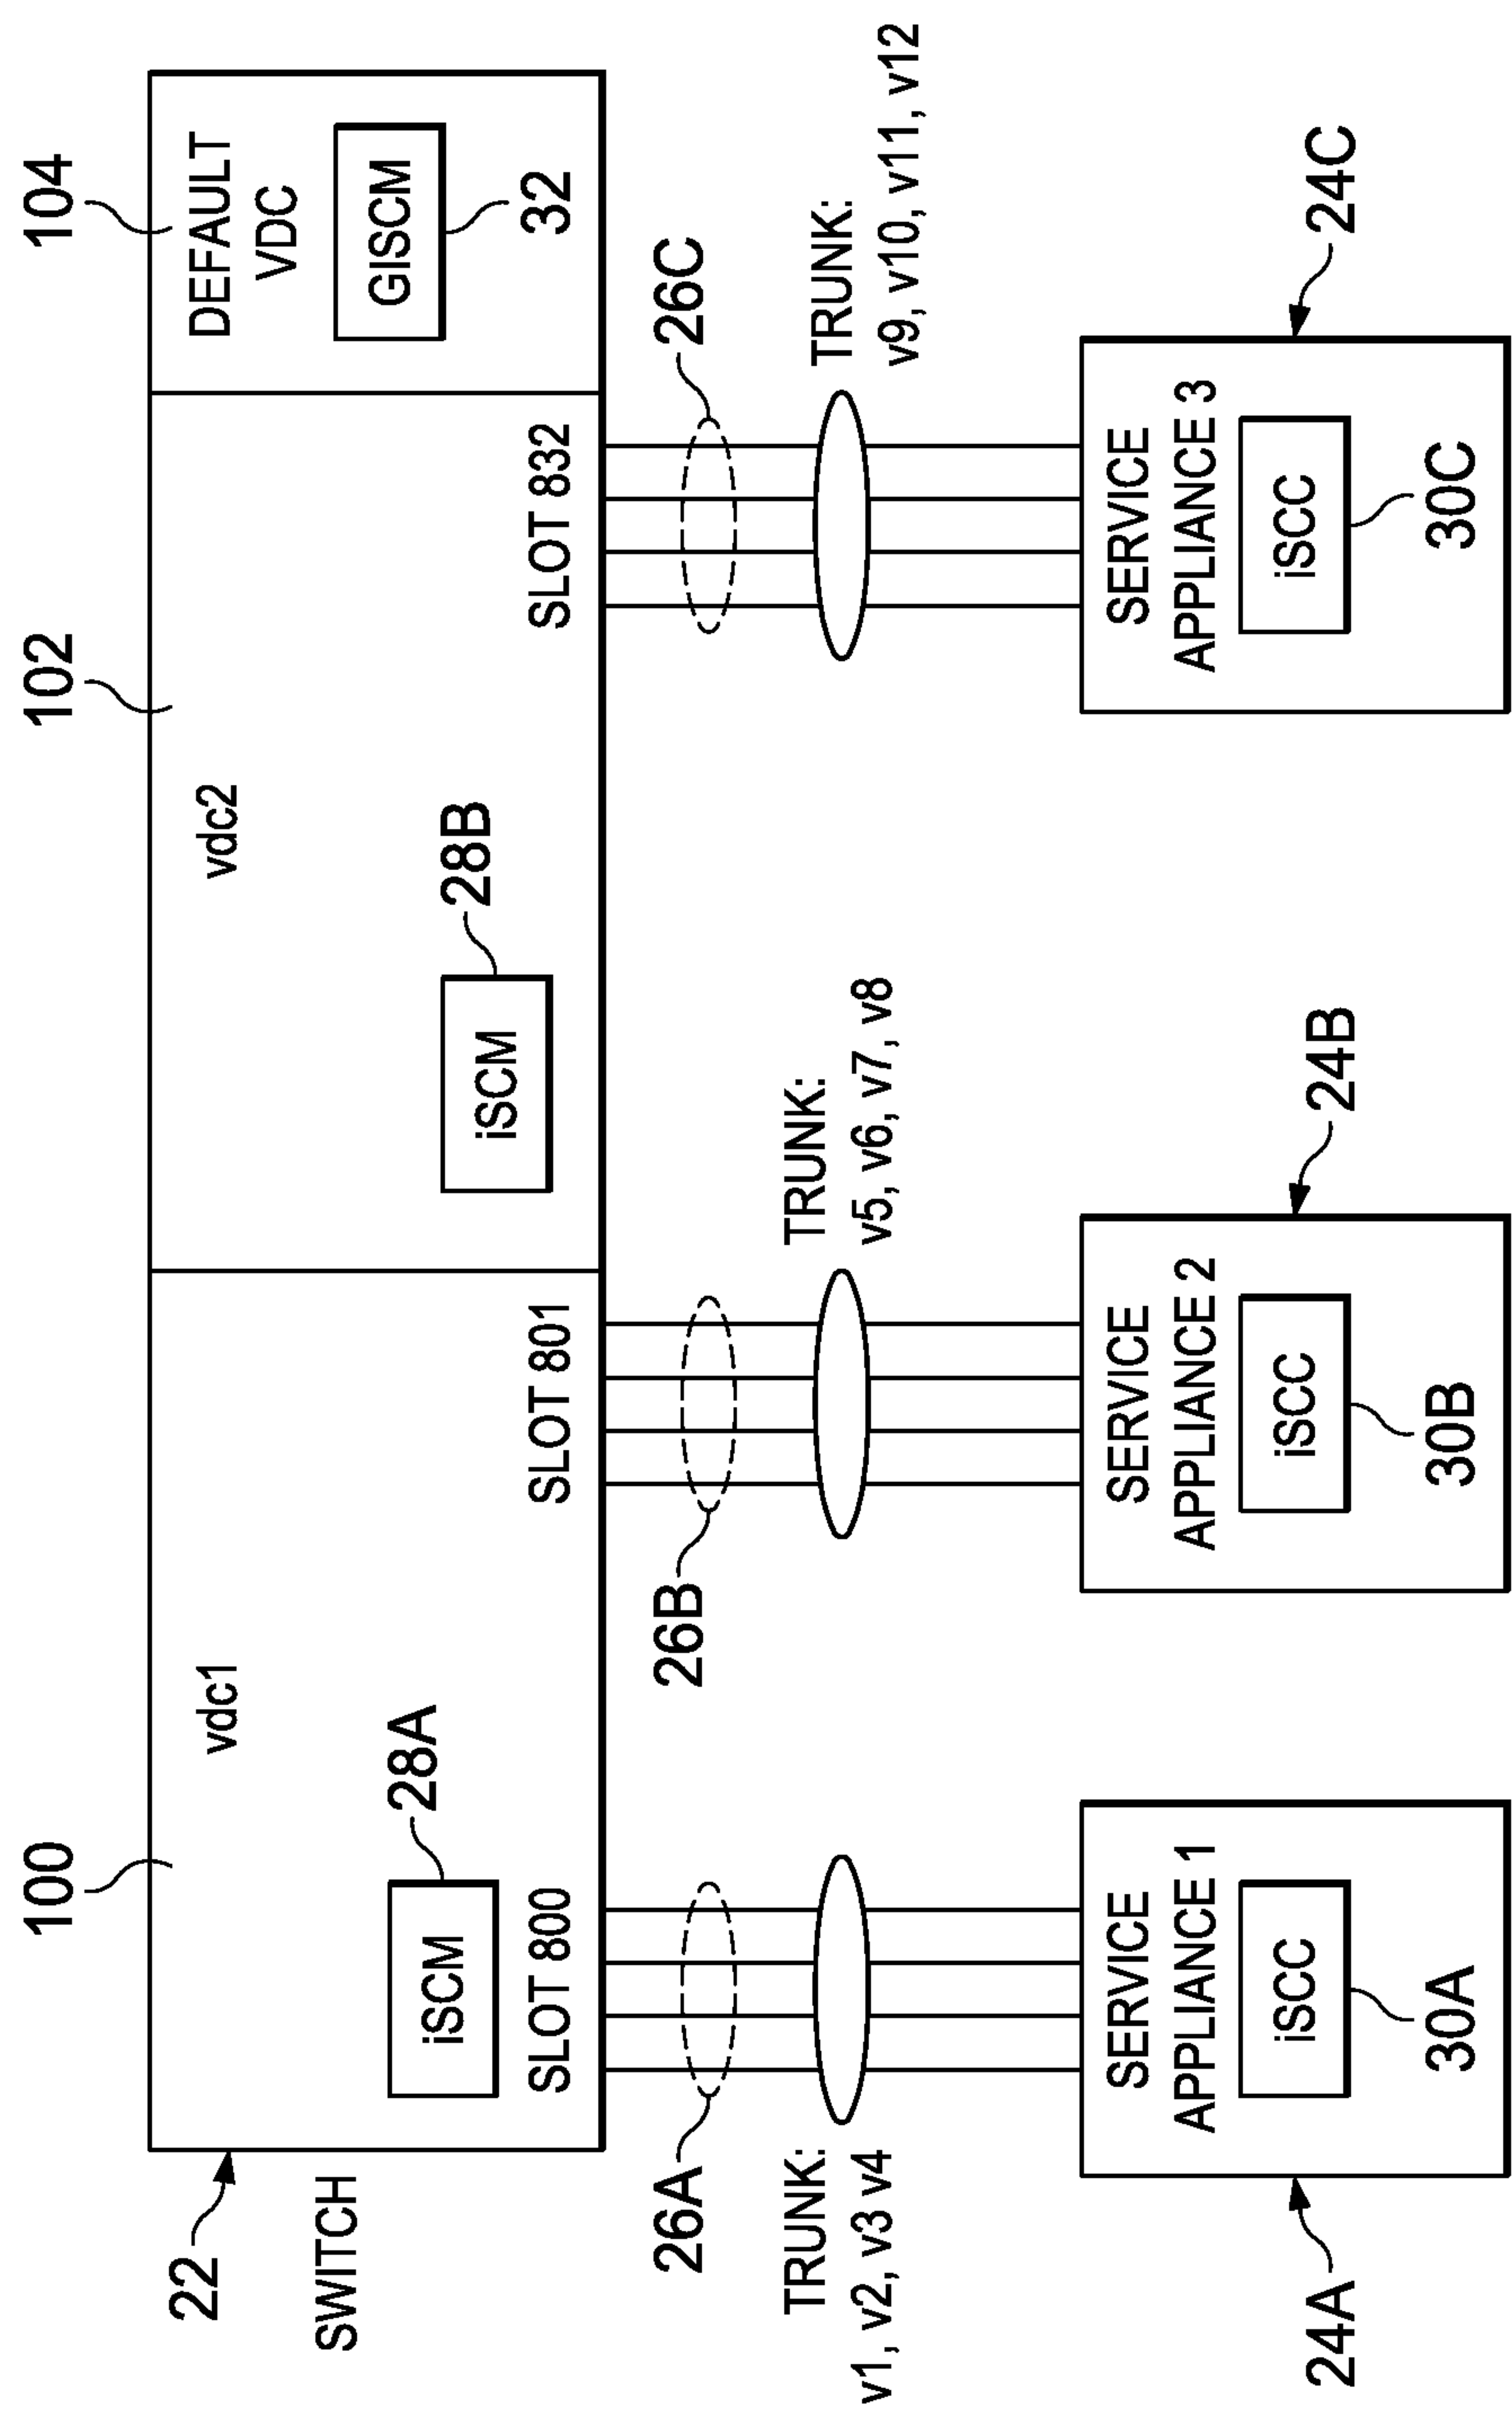 100
102
104
22
SWITCH
vdc1
vdc2
DEFAULT
VDC
28A
iSCM
28B
iSCM
GISCM
32
SLOT 800
SLOT 801
SLOT 832
26A
26B
26C
TRUNK:
v1, v2, v3 v4
TRUNK:
v5, v6, v7, v8
TRUNK:
v9, v10, v11, v12
SERVICE
APPLIANCE 1
iSCC
30A
24A
SERVICE
APPLIANCE 2
iSCC
30B
24B
SERVICE
APPLIANCE 3
iSCC
30C
24C